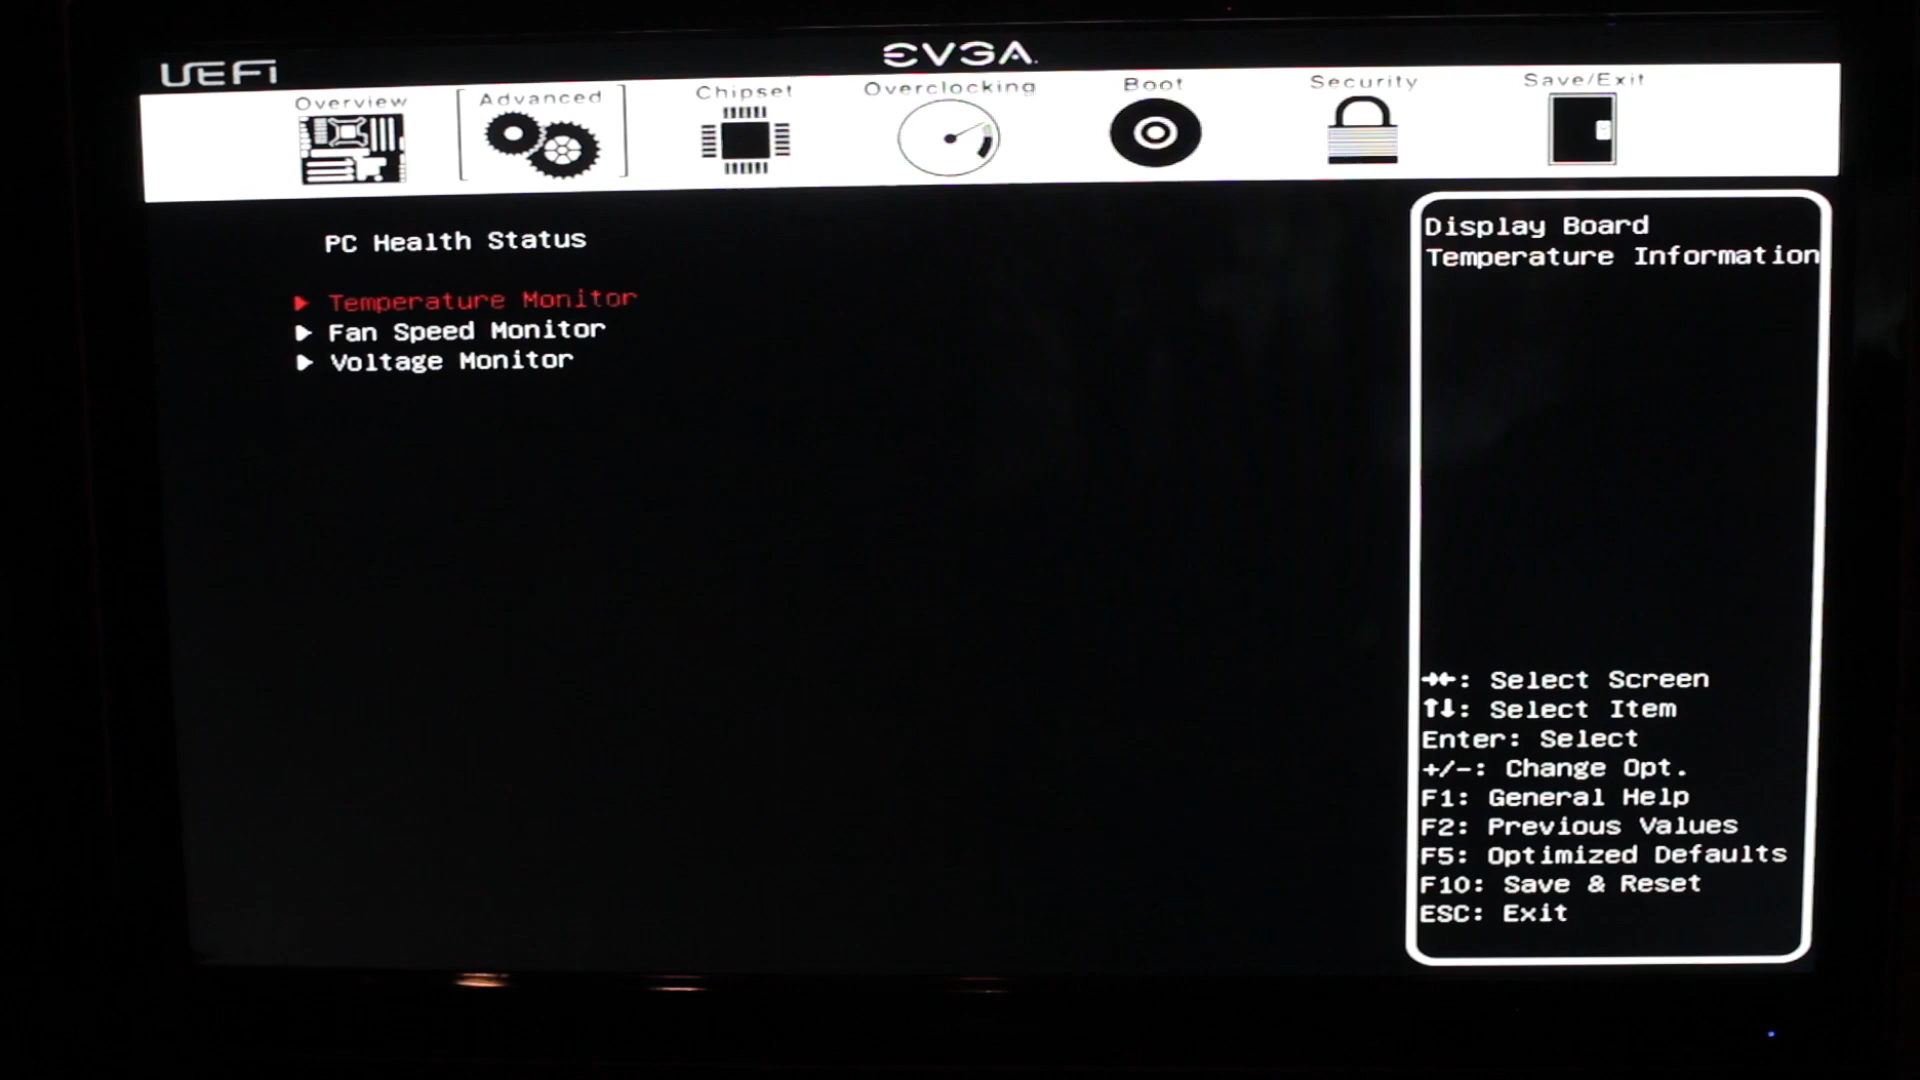 UEFI
EVGA
Overview
Advanced
Chipset
Overclocking
Boot
Security
Save/Exit
PC Health Status
Temperature Monitor
Fan Speed Monitor
Voltage Monitor
Display Board
Temperature Information
→←: Select Screen
↑↓: Select Item
Enter: Select
+/-: Change Opt.
F1: General Help
F2: Previous Values
F5: Optimized Defaults
F10: Save & Reset
ESC: Exit